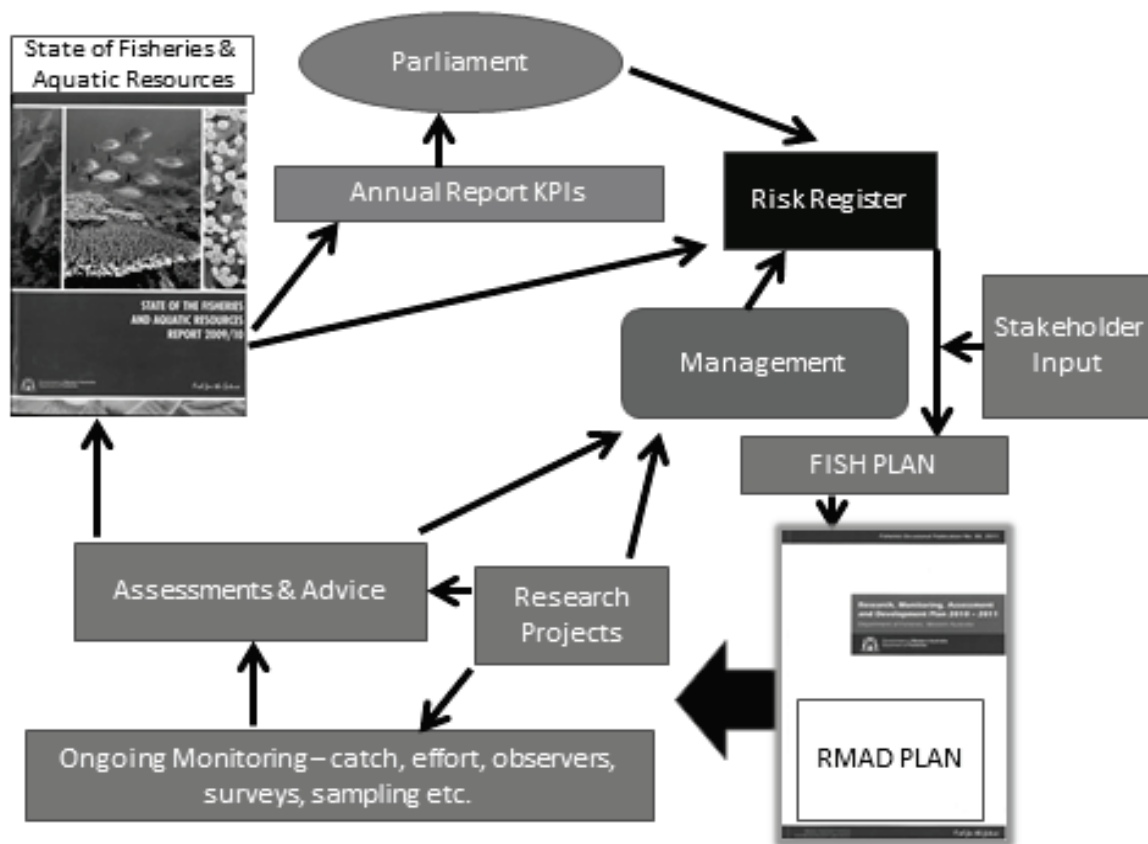 State of Fisheries &
Aquatic Resources
STATE OF THE FISHERIES
AND AQUATIC RESOURCES
REPORT 2009/10
Parliament
Annual Report KPIs
Risk Register
Management
Stakeholder
Input
FISH PLAN
Assessments & Advice
Research
Projects
Ongoing Monitoring – catch, effort, observers,
surveys, sampling etc.
Research, Monitoring, Assessment
and Development Plan 2010 – 2011
RMAD PLAN